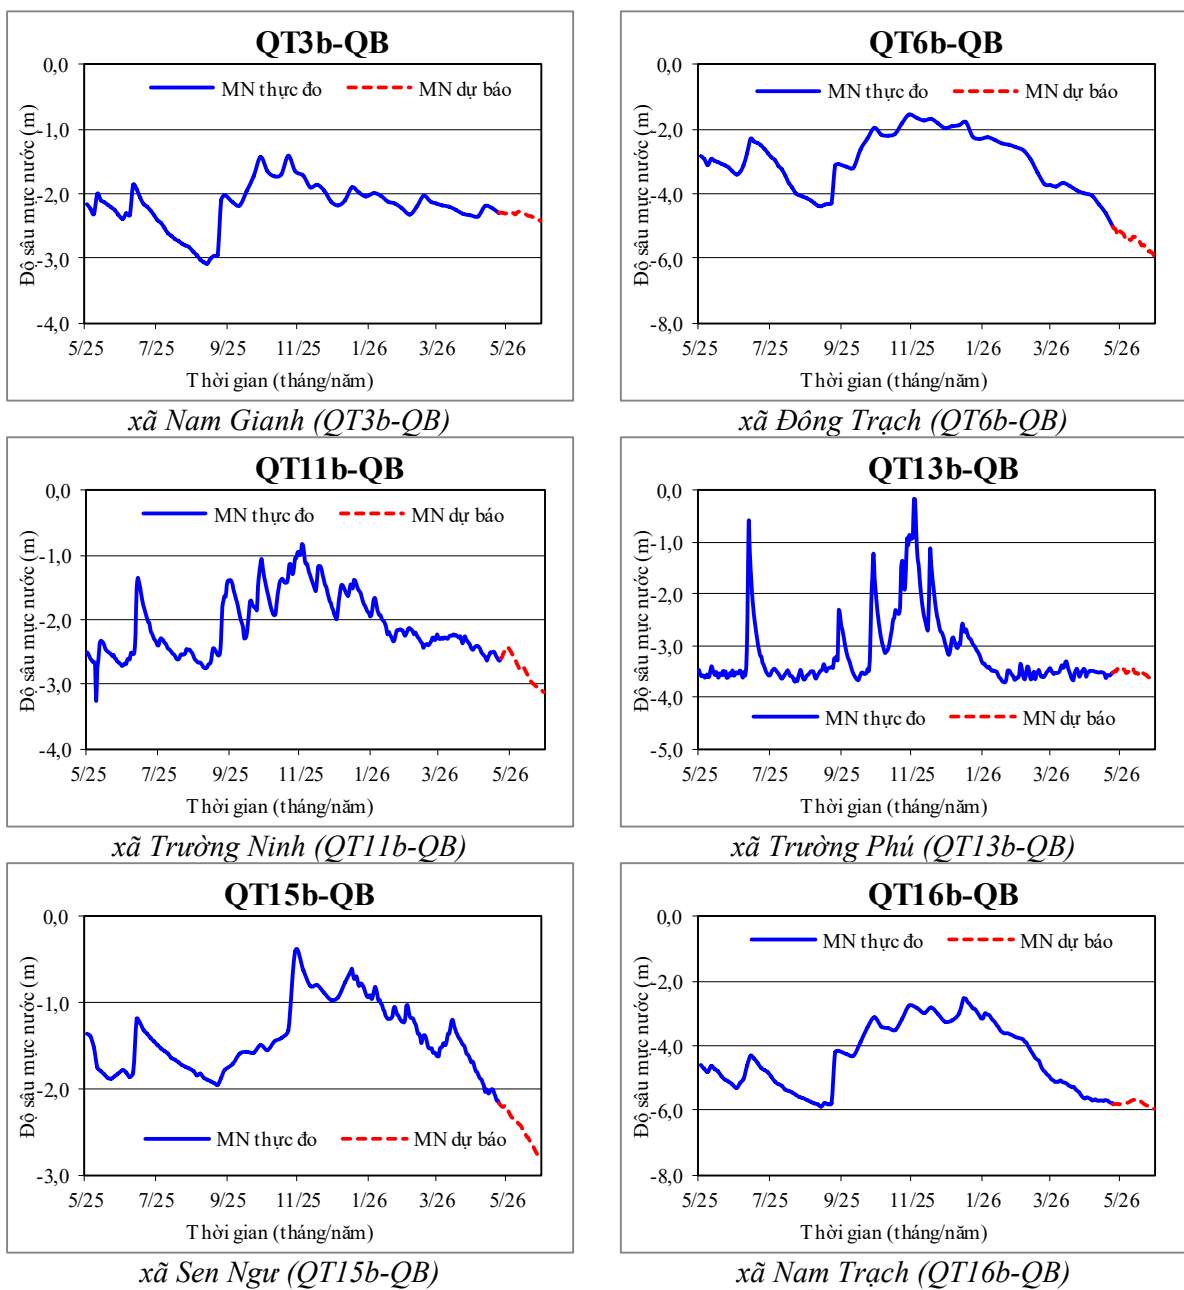 QT3b-QB
MN thực đo
MN dự báo
Độ sâu mực nước (m)
0,0
-1,0
-2,0
-3,0
-4,0
5/25 7/25 9/25 11/25 1/26 3/26 5/26
Thời gian (tháng/năm)
xã Nam Gianh (QT3b-QB)
QT6b-QB
MN thực đo
MN dự báo
Độ sâu mực nước (m)
0,0
-2,0
-4,0
-6,0
-8,0
5/25 7/25 9/25 11/25 1/26 3/26 5/26
Thời gian (tháng/năm)
xã Đông Trạch (QT6b-QB)
QT11b-QB
MN thực đo
MN dự báo
Độ sâu mực nước (m)
0,0
-1,0
-2,0
-3,0
-4,0
5/25 7/25 9/25 11/25 1/26 3/26 5/26
Thời gian (tháng/năm)
xã Trường Ninh (QT11b-QB)
QT13b-QB
Độ sâu mực nước (m)
0,0
-1,0
-2,0
-3,0
-4,0
-5,0
MN thực đo
MN dự báo
5/25 7/25 9/25 11/25 1/26 3/26 5/26
Thời gian (tháng/năm)
xã Trường Phú (QT13b-QB)
QT15b-QB
Độ sâu mực nước (m)
0,0
-1,0
-2,0
-3,0
MN thực đo
MN dự báo
5/25 7/25 9/25 11/25 1/26 3/26 5/26
Thời gian (tháng/năm)
xã Sen Ngư (QT15b-QB)
QT16b-QB
MN thực đo
MN dự báo
Độ sâu mực nước (m)
0,0
-2,0
-4,0
-6,0
-8,0
5/25 7/25 9/25 11/25 1/26 3/26 5/26
Thời gian (tháng/năm)
xã Nam Trạch (QT16b-QB)